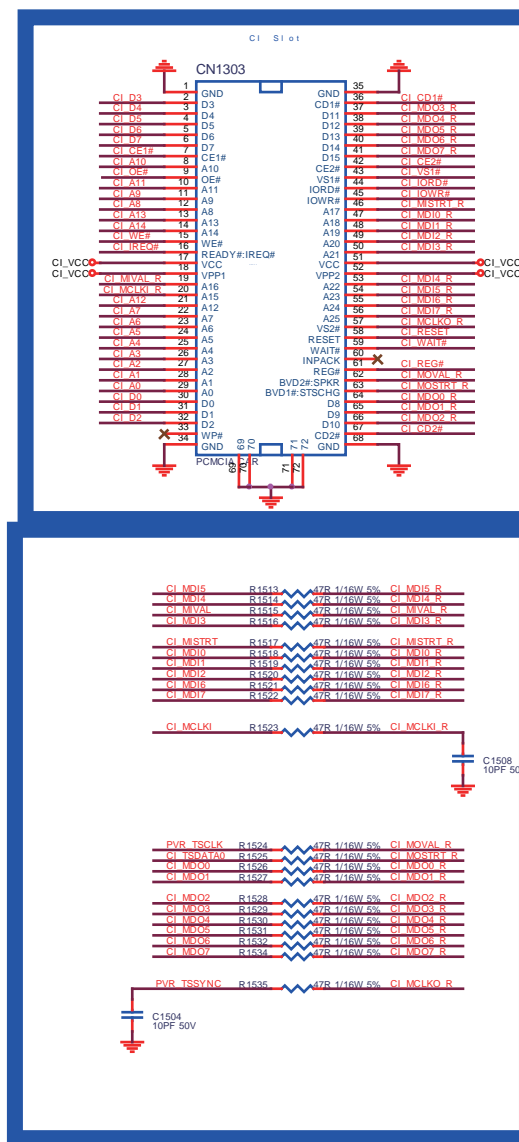 CI Slot
CN1303
1 GND GND 35
CI_D3 2 D3 CD1# 36 CI_CD1#
CI_D4 3 D4 D11 37 CI_MDO3_R
CI_D5 4 D5 D12 38 CI_MDO4_R
CI_D6 5 D6 D13 39 CI_MDO5_R
CI_D7 6 D7 D14 40 CI_MDO6_R
CI_CE1# 7 CE1# D15 41 CI_MDO7_R
CI_A10 8 A10 CE2# 42 CI_CE2#
CI_OE# 9 OE# VS1# 43 CI_VS1#
CI_A11 10 A11 IORD# 44 CI_IORD#
CI_A9 11 A9 IOWR# 45 CI_IOWR#
CI_A8 12 A8 A17 46 CI_MISTRT_R
CI_A13 13 A13 A18 47 CI_MDI0_R
CI_A14 14 A14 A19 48 CI_MDI1_R
CI_WE# 15 WE# A20 49 CI_MDI2_R
CI_IREQ# 16 READY#:IREQ# A21 50 CI_MDI3_R
CI_VCC 17 VCC VCC 51 CI_VCC
CI_VCC 18 VPP1 VPP2 52 CI_VCC
CI_MIVAL_R 19 A16 A22 53 CI_MDI4_R
CI_MCLKI_R 20 A15 A23 54 CI_MDI5_R
CI_A12 21 A12 A24 55 CI_MDI6_R
CI_A7 22 A7 A25 56 CI_MDI7_R
CI_A6 23 A6 VS2# 57 CI_MCLKO_R
CI_A5 24 A5 RESET 58 CI_RESET
CI_A4 25 A4 WAIT# 59 CI_WAIT#
CI_A3 26 A3 INPACK 60
CI_A2 27 A2 REG# 61 CI_REG#
CI_A1 28 A1 BVD2#:SPKR 62 CI_MOVAL_R
CI_A0 29 A0 BVD1#:STSCHG 63 CI_MOSTRT_R
CI_D0 30 D0 D8 64 CI_MDO0_R
CI_D1 31 D1 D9 65 CI_MDO1_R
CI_D2 32 D2 D10 66 CI_MDO2_R
33 WP# CD2# 67 CI_CD2#
34 GND GND 68
69 70 71 72
69 70 71 72
CI_MDI5 R1513 47R 1/16W 5% CI_MDI5_R
CI_MDI4 R1514 47R 1/16W 5% CI_MDI4_R
CI_MIVAL R1515 47R 1/16W 5% CI_MIVAL_R
CI_MDI3 R1516 47R 1/16W 5% CI_MDI3_R
CI_MISTRT R1517 47R 1/16W 5% CI_MISTRT_R
CI_MDI0 R1518 47R 1/16W 5% CI_MDI0_R
CI_MDI1 R1519 47R 1/16W 5% CI_MDI1_R
CI_MDI2 R1520 47R 1/16W 5% CI_MDI2_R
CI_MDI6 R1521 47R 1/16W 5% CI_MDI6_R
CI_MDI7 R1522 47R 1/16W 5% CI_MDI7_R
CI_MCLKI R1523 47R 1/16W 5% CI_MCLKI_R
C1508
10PF 50
PVR_TSCLK R1524 47R 1/16W 5% CI_MOVAL_R
CI_TSDATA0 R1525 47R 1/16W 5% CI_MOSTRT_R
CI_MDO0 R1526 47R 1/16W 5% CI_MDO0_R
CI_MDO1 R1527 47R 1/16W 5% CI_MDO1_R
CI_MDO2 R1528 47R 1/16W 5% CI_MDO2_R
CI_MDO3 R1529 47R 1/16W 5% CI_MDO3_R
CI_MDO4 R1530 47R 1/16W 5% CI_MDO4_R
CI_MDO5 R1531 47R 1/16W 5% CI_MDO5_R
CI_MDO6 R1532 47R 1/16W 5% CI_MDO6_R
CI_MDO7 R1534 47R 1/16W 5% CI_MDO7_R
PVR_TSSYNC R1535 47R 1/16W 5% CI_MCLKO_R
C1504
10PF 50V